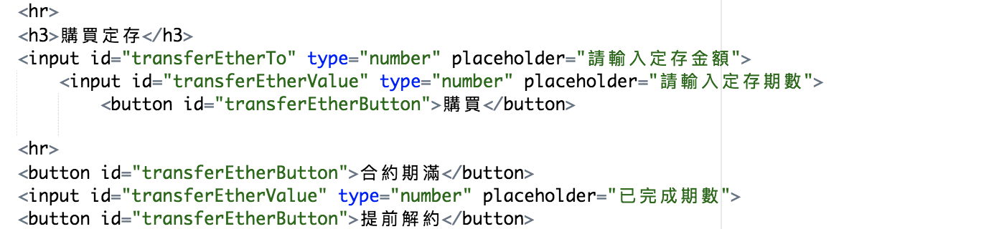 <hr>
<h3>購買定存</h3>
<input id="transferEtherTo" type="number" placeholder="請輸入定存金額">
<input id="transferEtherValue" type="number" placeholder="請輸入定存期數">
<button id="transferEtherButton">購買</button>
<hr>
<button id="transferEtherButton">合約期滿</button>
<input id="transferEtherValue" type="number" placeholder="已完成期數">
<button id="transferEtherButton">提前解約</button>